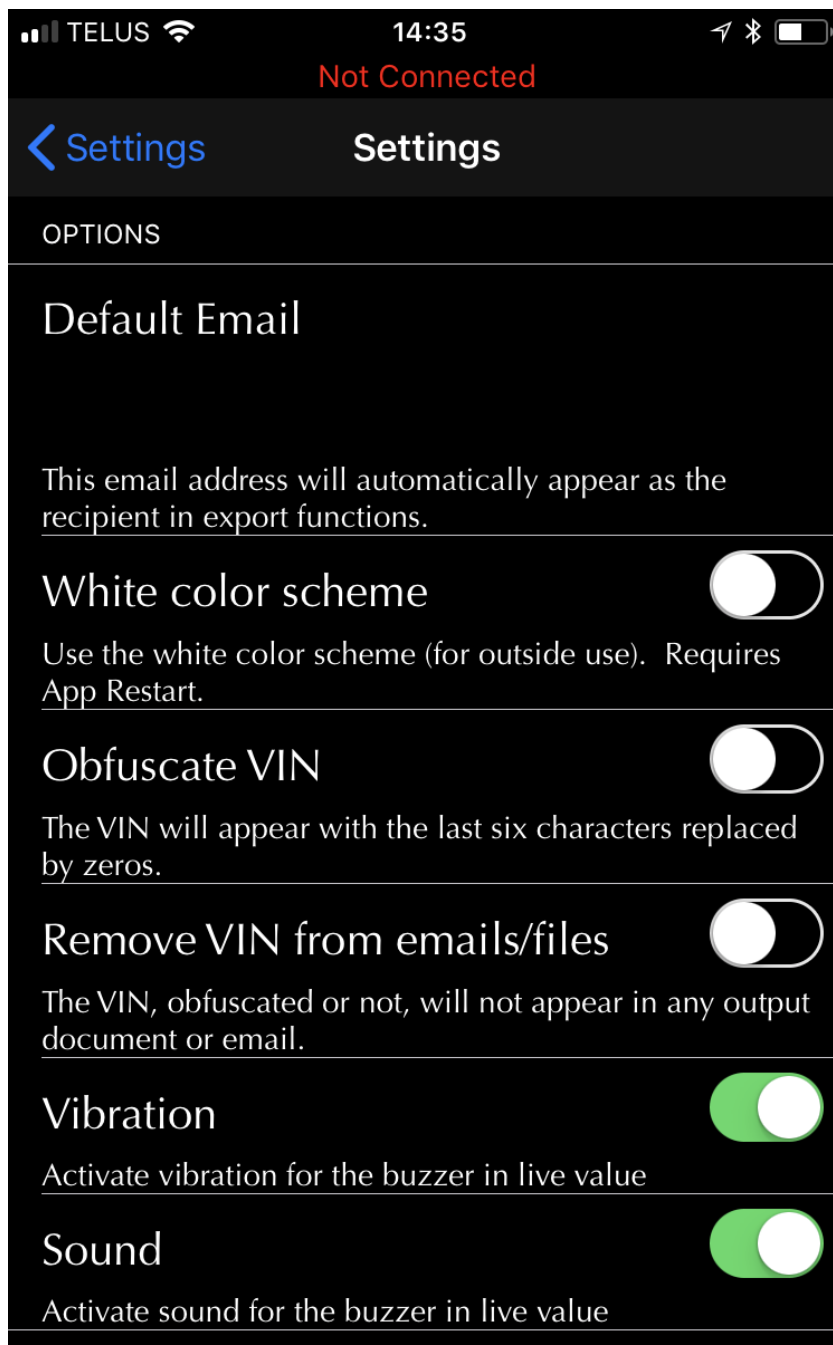 TELUS 14:35
Not Connected
Settings Settings
OPTIONS
Default Email
This email address will automatically appear as the
recipient in export functions.
White color scheme
Use the white color scheme (for outside use).  Requires
App Restart.
Obfuscate VIN
The VIN will appear with the last six characters replaced
by zeros.
Remove VIN from emails/files
The VIN, obfuscated or not, will not appear in any output
document or email.
Vibration
Activate vibration for the buzzer in live value
Sound
Activate sound for the buzzer in live value